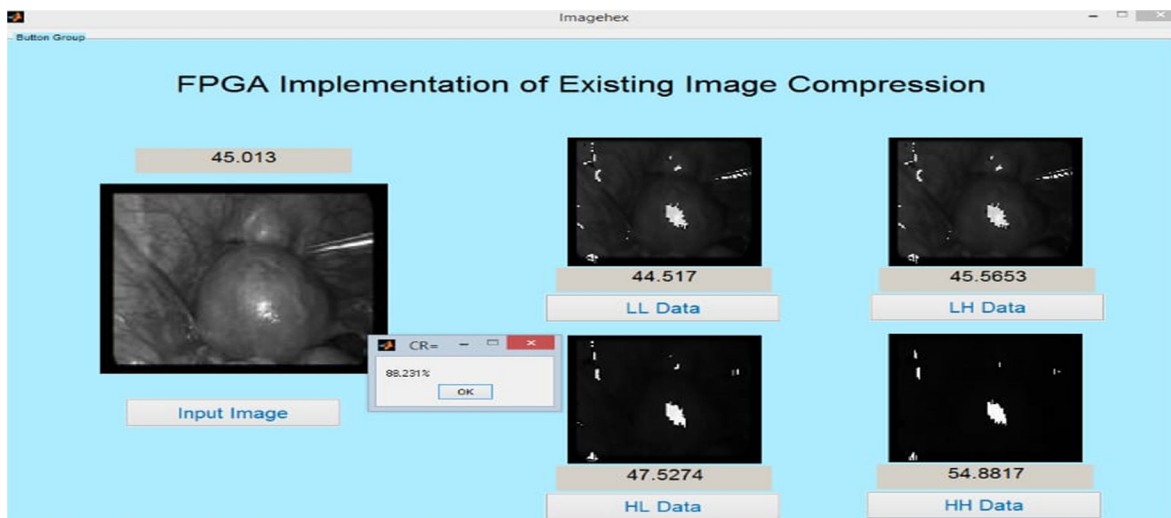 Imagehex
Button Group
FPGA Implementation of Existing Image Compression
45.013
Input Image
44.517
LL Data
45.5653
LH Data
CR=
88.231%
OK
47.5274
HL Data
54.8817
HH Data